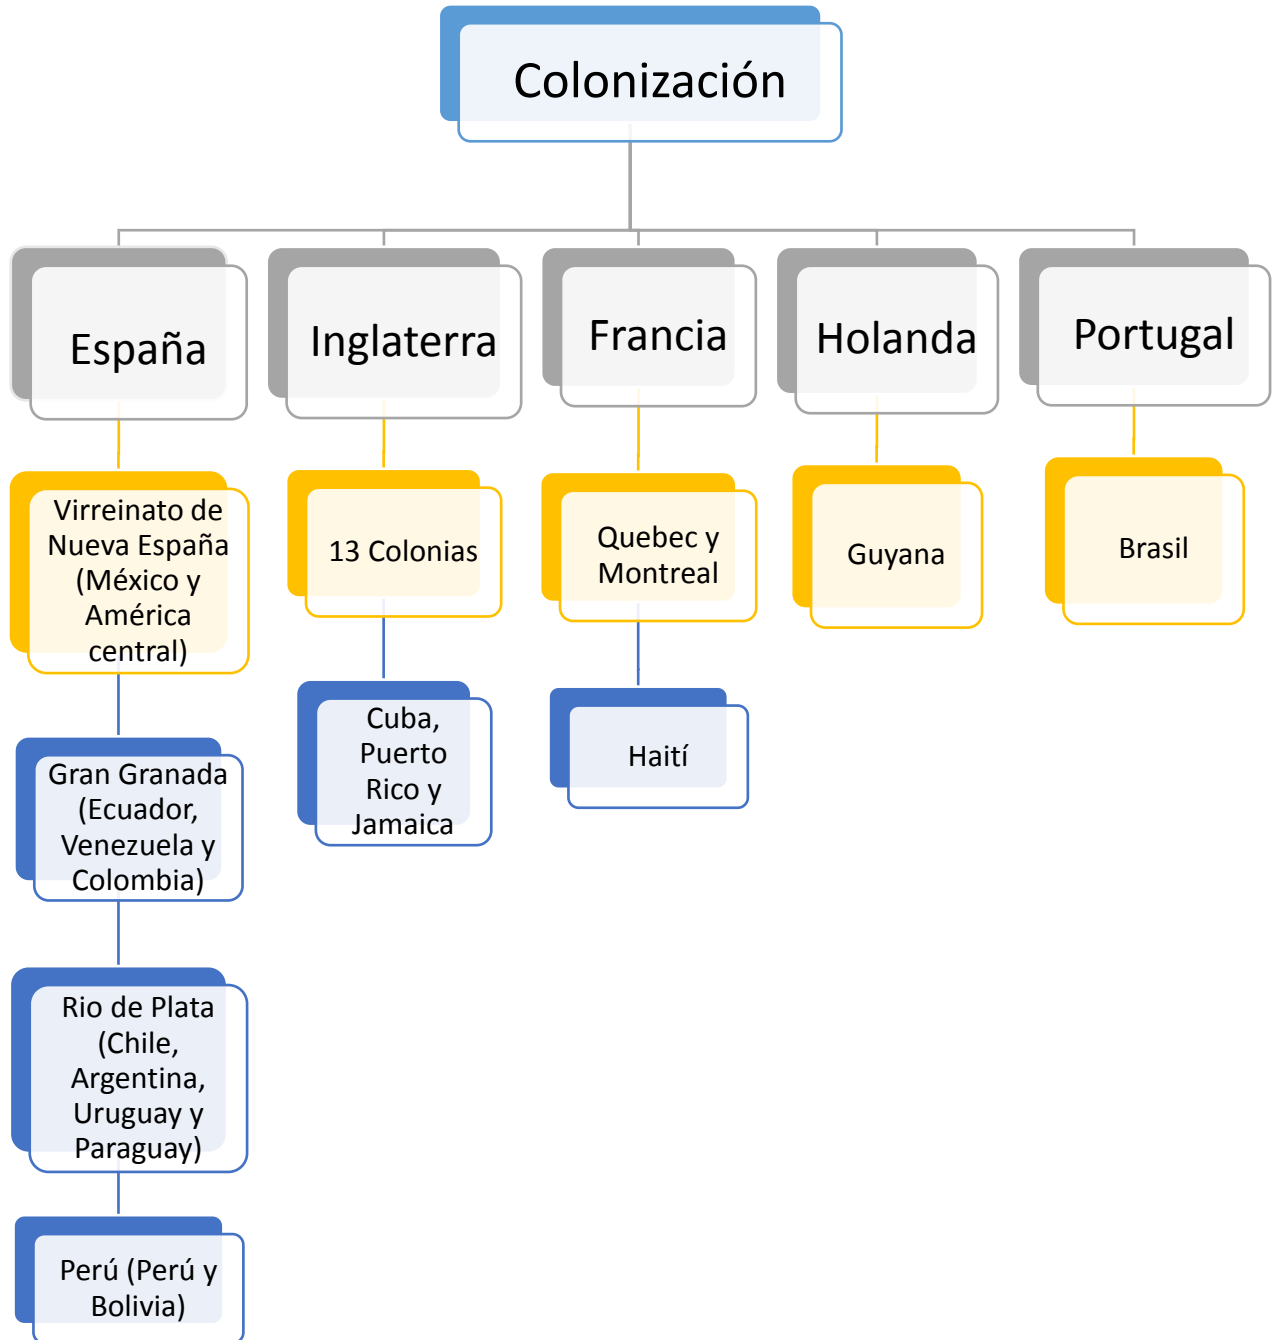 Colonización
España
Inglaterra
Francia
Holanda
Portugal
Virreinato de
Nueva España
(México y
América
central)
13 Colonias
Quebec y
Montreal
Guyana
Brasil
Gran Granada
(Ecuador,
Venezuela y
Colombia)
Cuba,
Puerto
Rico y
Jamaica
Haití
Rio de Plata
(Chile,
Argentina,
Uruguay y
Paraguay)
Perú (Perú y
Bolivia)